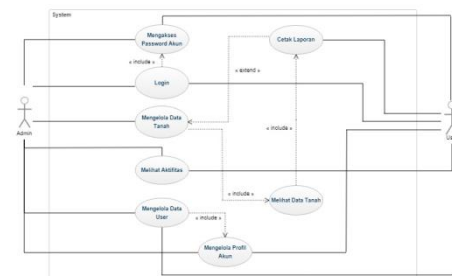 System
Mengakses
Password Akun
Cetak Laporan
« include »
« extend »
Login
Mengelola Data
Tanah
Admin
« include »
Melihat Aktifitas
« include »
Melihat Data Tanah
Mengelola Data
User
« include »
Mengelola Profil
Akun